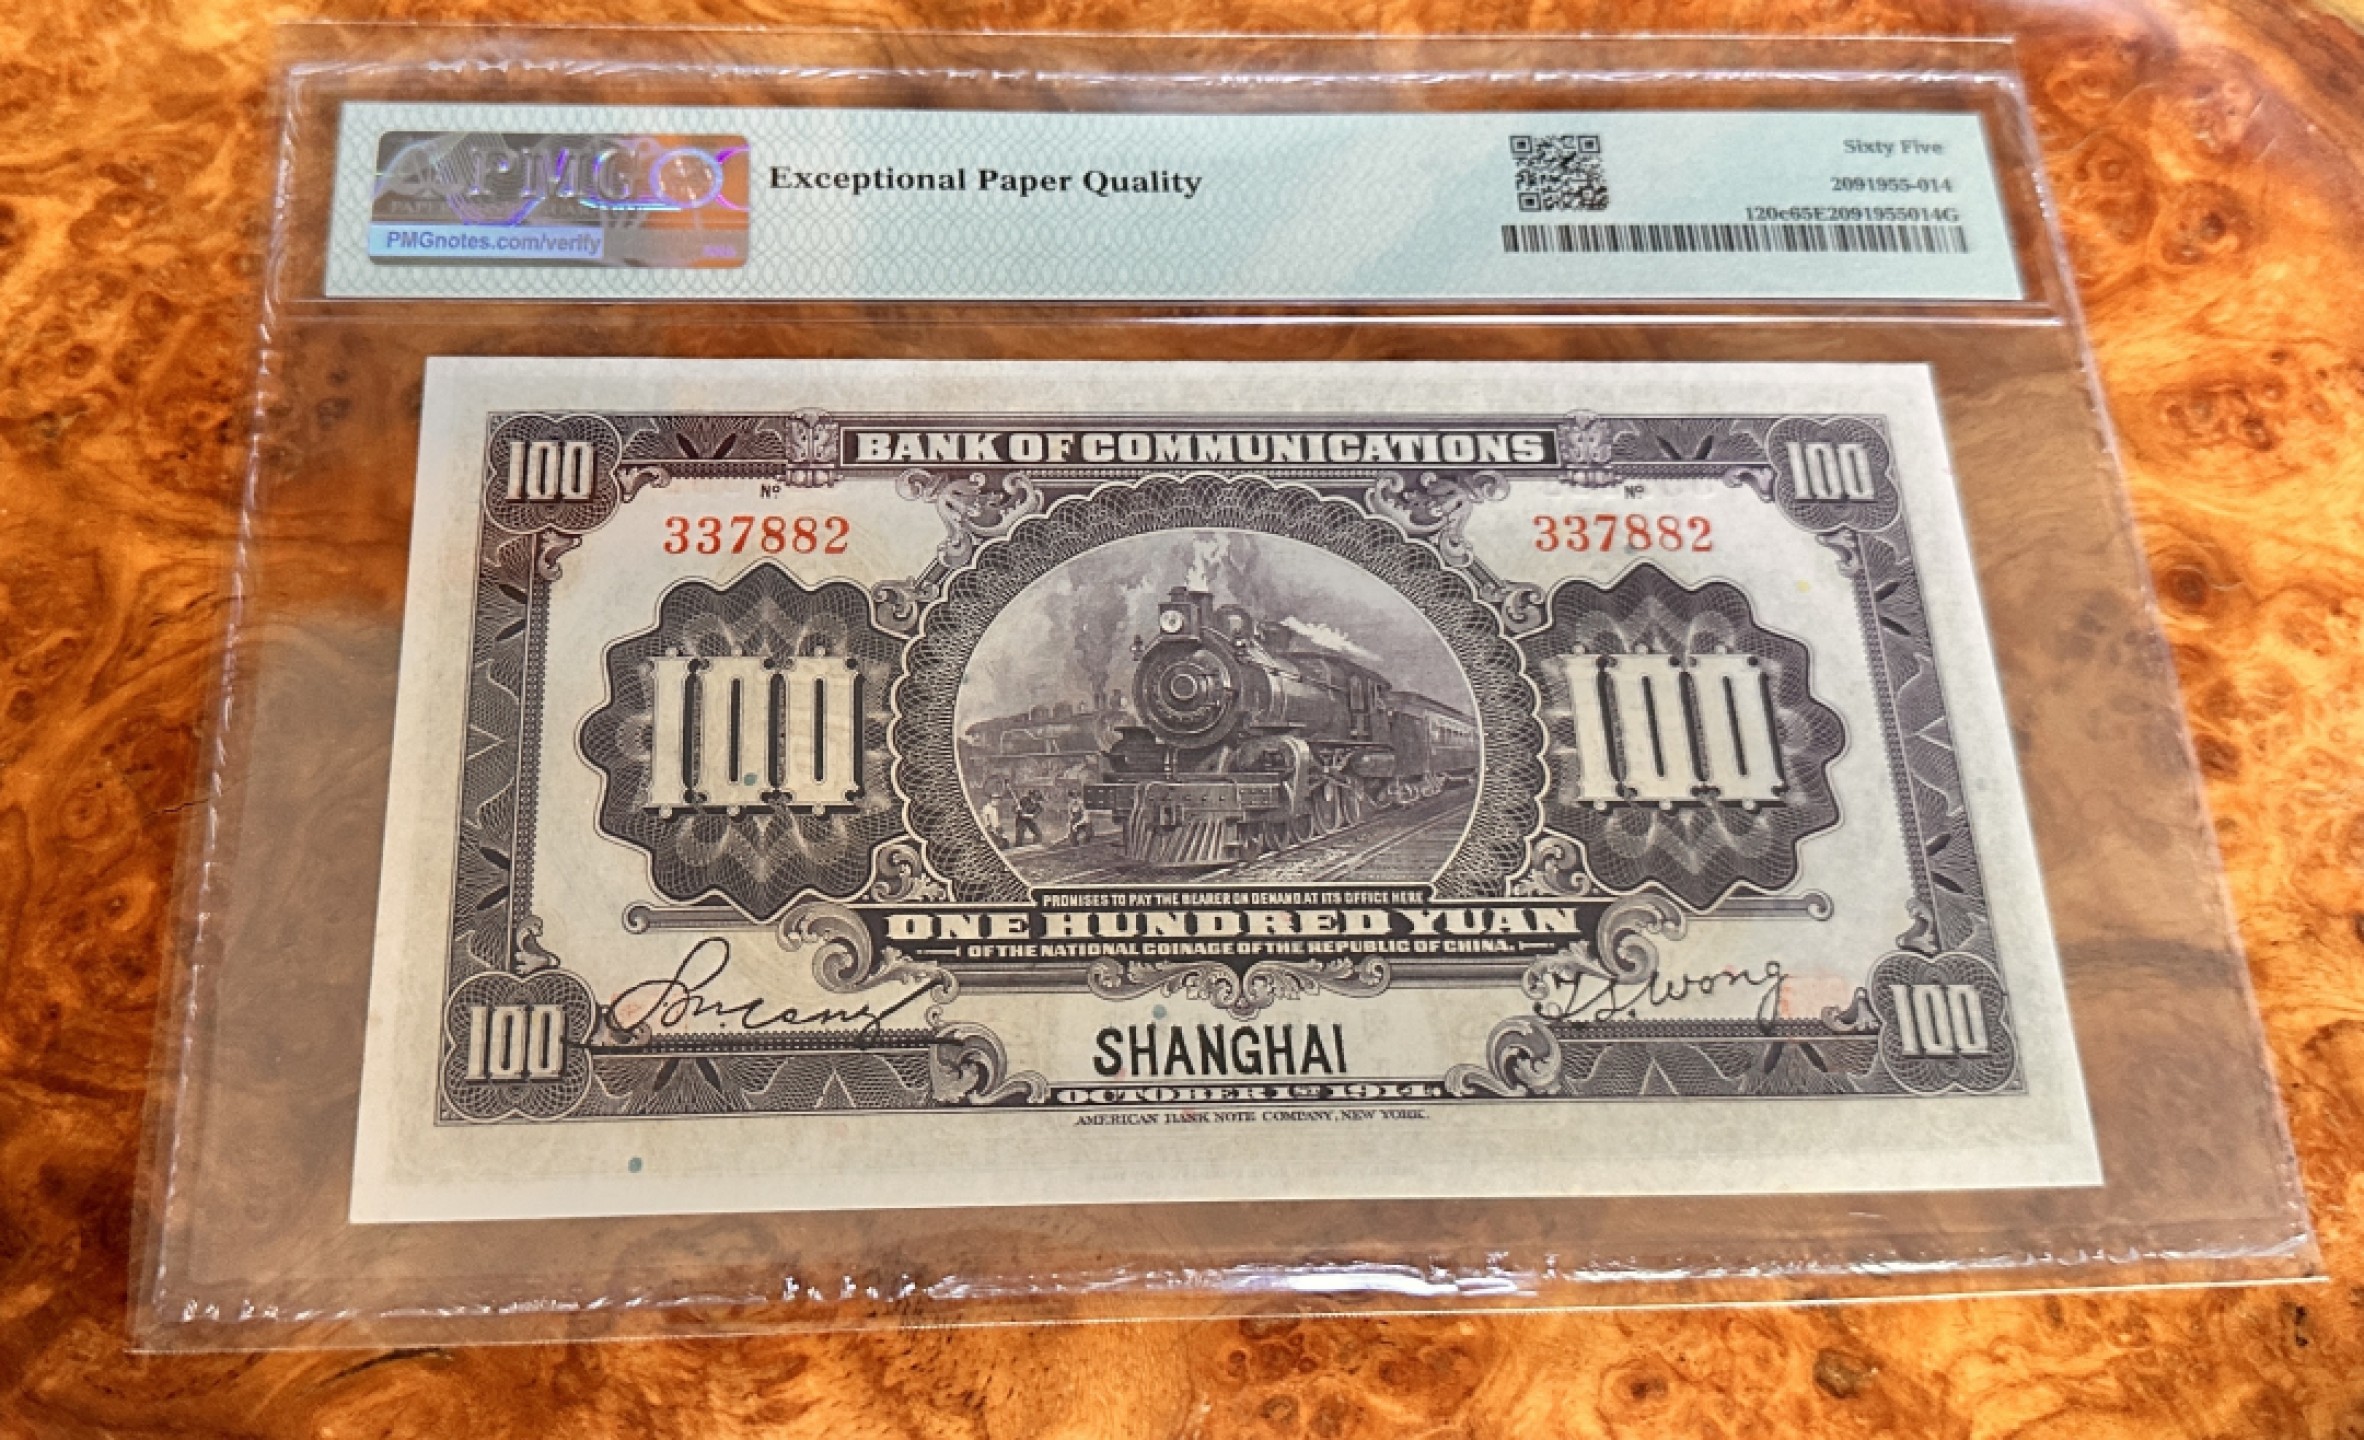 PMG
PMGnotes.com/verify
Exceptional Paper Quality
Sixty Five
2091955-014
120c65E2091955014G
100
BANK OF COMMUNICATIONS
100
Nº
Nº
337882
337882
100
100
PROMISES TO PAY THE BEARER ON DEMAND AT ITS OFFICE HERE
ONE HUNDRED YUAN
OF THE NATIONAL COINAGE OF THE REPUBLIC OF CHINA.
T.S. Wong
100
SHANGHAI
100
OCTOBER 1ST 1914.
AMERICAN BANK NOTE COMPANY, NEW YORK.